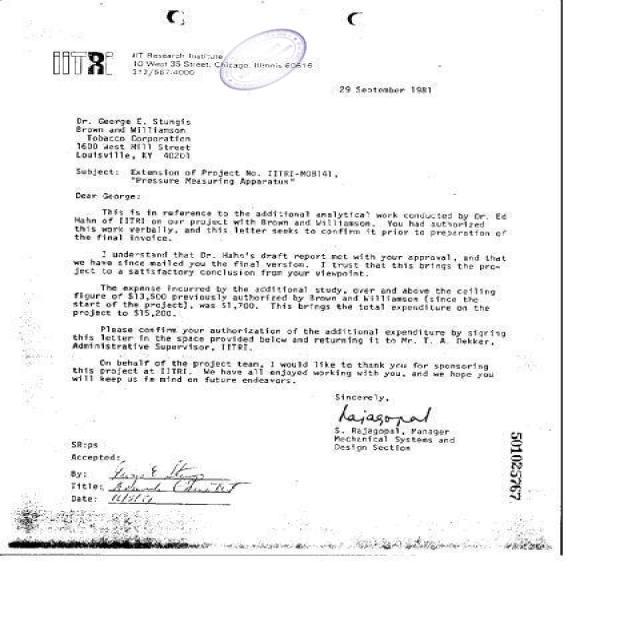 IITRI
IIT Research Institute
10 West 35 Street, Chicago, Illinois 60616
312/567-4000
29 September 1981
Dr. George E. Stungis
Brown and Williamson
Tobacco Corporation
1600 West Hill Street
Louisville, KY 40201
Subject: Extension of Project No. IITRI-M08141,
"Pressure Measuring Apparatus"
Dear George:
This is in reference to the additional analytical work conducted by Dr. Ed
Hahn of IITRI on our project with Brown and Williamson. You had authorized
this work verbally, and this letter seeks to confirm it prior to preparation of
the final invoice.
I understand that Dr. Hahn's draft report met with your approval, and that
we have since mailed you the final version. I trust that this brings the pro-
ject to a satisfactory conclusion from your viewpoint.
The expense incurred by the additional study, over and above the ceiling
figure of $13,500 previously authorized by Brown and Williamson (since the
start of the project), was $1,700. This brings the total expenditure on the
project to $15,200.
Please confirm your authorization of the additional expenditure by signing
this letter in the space provided below and returning it to Mr. T. A. Dekker,
Administrative Supervisor, IITRI.
On behalf of the project team, I would like to thank you for sponsoring
this project at IITRI. We have all enjoyed working with you, and we hope you
will keep us in mind on future endeavors.
Sincerely,
Rajagopal
S. Rajagopal, Manager
Mechanical Systems and
Design Section
SR:ps
Accepted:
By: George E Stungis
Title:
Date:
501025767